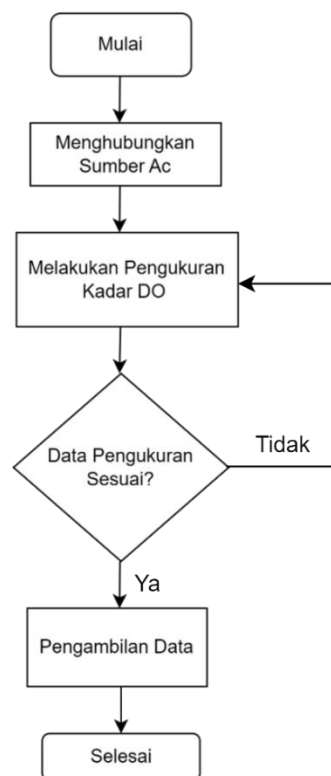 Mulai
Menghubungkan
Sumber Ac
Melakukan Pengukuran
Kadar DO
Data Pengukuran
Sesuai?
Tidak
Ya
Pengambilan Data
Selesai